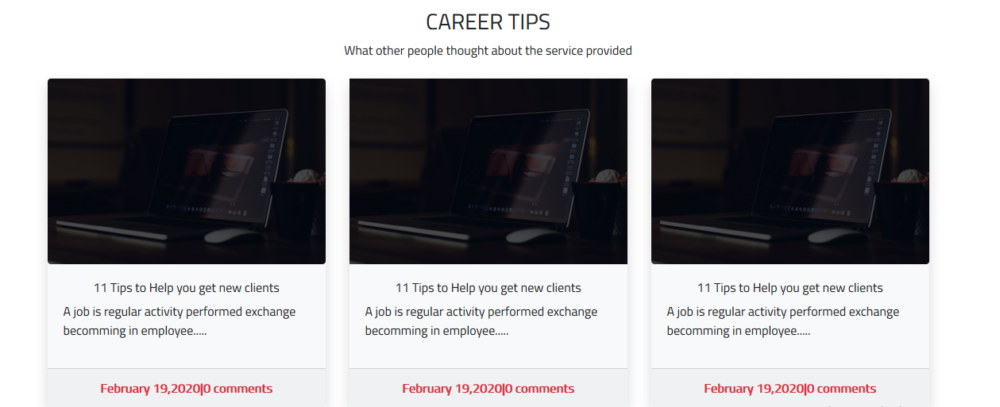 CAREER TIPS
What other people thought about the service provided
11 Tips to Help you get new clients
A job is regular activity performed exchange
becomming in employee.....
February 19,2020|0 comments
11 Tips to Help you get new clients
A job is regular activity performed exchange
becomming in employee.....
February 19,2020|0 comments
11 Tips to Help you get new clients
A job is regular activity performed exchange
becomming in employee.....
February 19,2020|0 comments